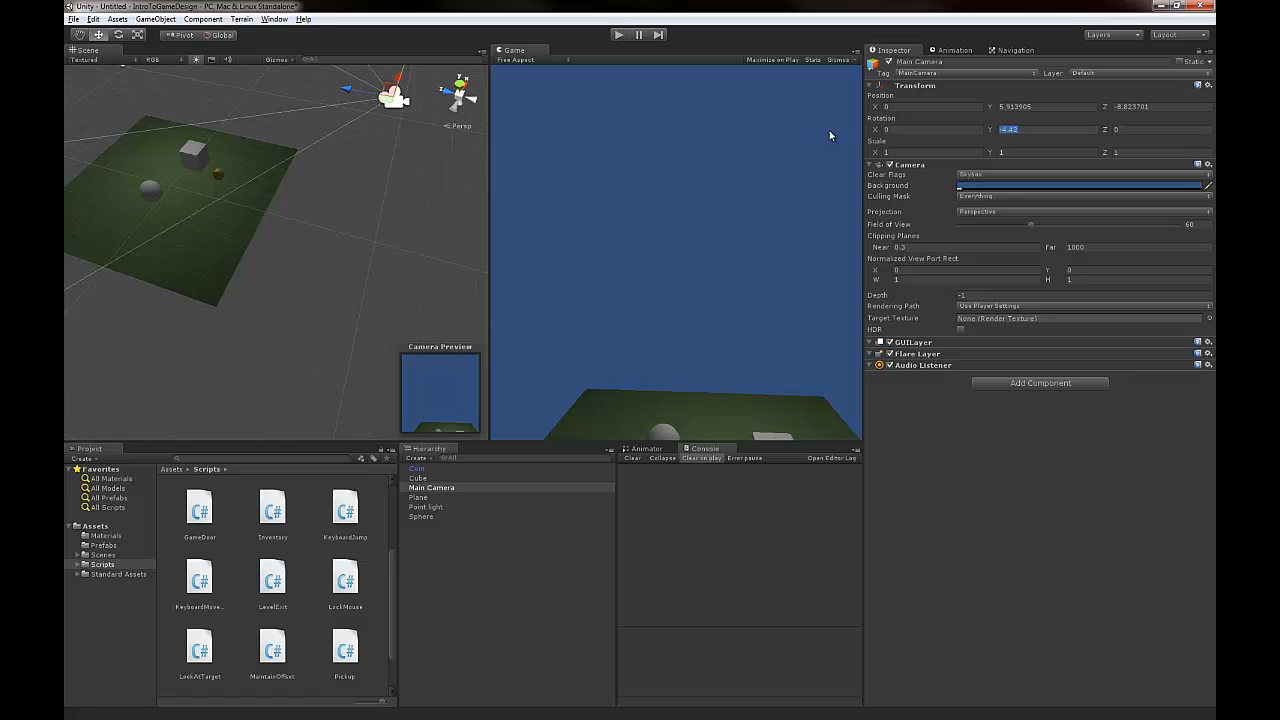 Unity - Untitled - IntroToGameDesign - PC, Mac & Linux Standalone*
File Edit Assets GameObject Component Terrain Window Help
Pivot Global Layers Layout
Scene
Textured RGB Gizmos All
y
x
z
Persp
Camera Preview
Game
Free Aspect Maximize on Play Stats Gizmos
Inspector Animation Navigation
Main Camera Static
Tag MainCamera Layer Default
Transform
Position
X 0 Y 5.913905 Z -8.823701
Rotation
X 0 Y -4.42 Z 0
Scale
X 1 Y 1 Z 1
Camera
Clear Flags Skybox
Background
Culling Mask Everything
Projection Perspective
Field of View 60
Clipping Planes
Near 0.3 Far 1000
Normalized View Port Rect
X 0 Y 0
W 1 H 1
Depth -1
Rendering Path Use Player Settings
Target Texture None (Render Texture)
HDR
GUILayer
Flare Layer
Audio Listener
Add Component
Project
Create
Favorites
All Materials
All Models
All Prefabs
All Scripts
Assets
Materials
Prefabs
Scenes
Scripts
Standard Assets
Assets Scripts
C# C# C#
GameDoor Inventory KeyboardJump
C# C# C#
KeyboardMove... LevelExit LockMouse
C# C# C#
LookAtTarget MaintainOffset Pickup
Hierarchy
Create All
Coin
Cube
Main Camera
Plane
Point light
Sphere
Animator Console
Clear Collapse Clear on play Error pause Open Editor Log